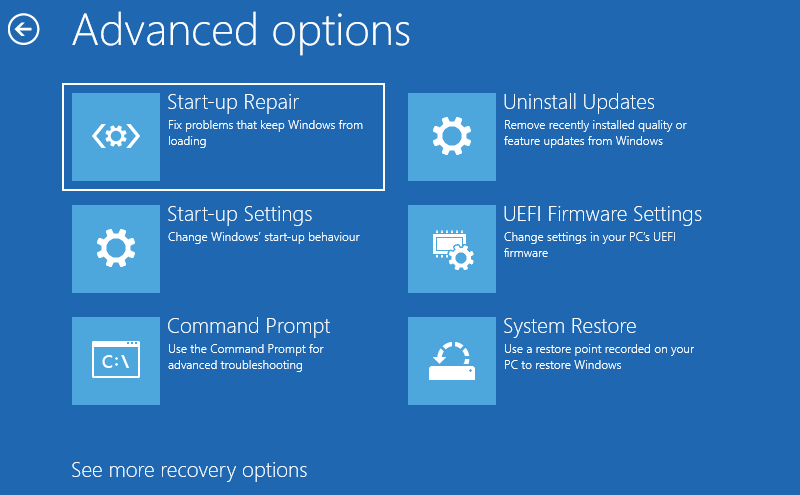 Advanced options
Start-up Repair
Fix problems that keep Windows from
loading
Uninstall Updates
Remove recently installed quality or
feature updates from Windows
Start-up Settings
Change Windows' start-up behaviour
UEFI Firmware Settings
Change settings in your PC's UEFI
firmware
C:\
Command Prompt
Use the Command Prompt for
advanced troubleshooting
System Restore
Use a restore point recorded on your
PC to restore Windows
See more recovery options